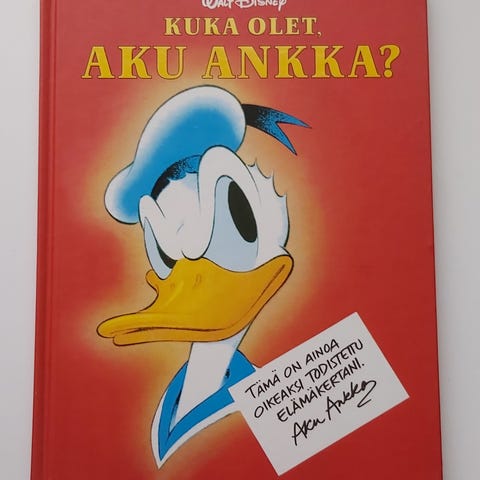 WALT DISNEY
KUKA OLET,
AKU ANKKA?
TÄMÄ ON AINOA
OIKEAKSI TODISTETTU
ELÄMÄKERTANI.
Aku Ankka